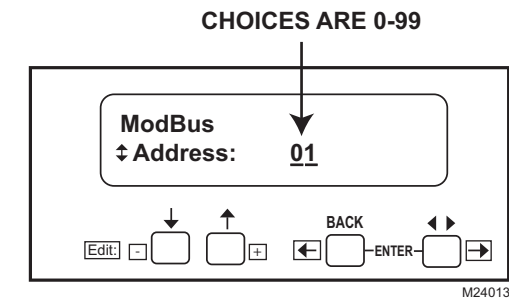 CHOICES ARE 0-99
ModBus
Address: 01
BACK
Edit: - + ENTER
M24013